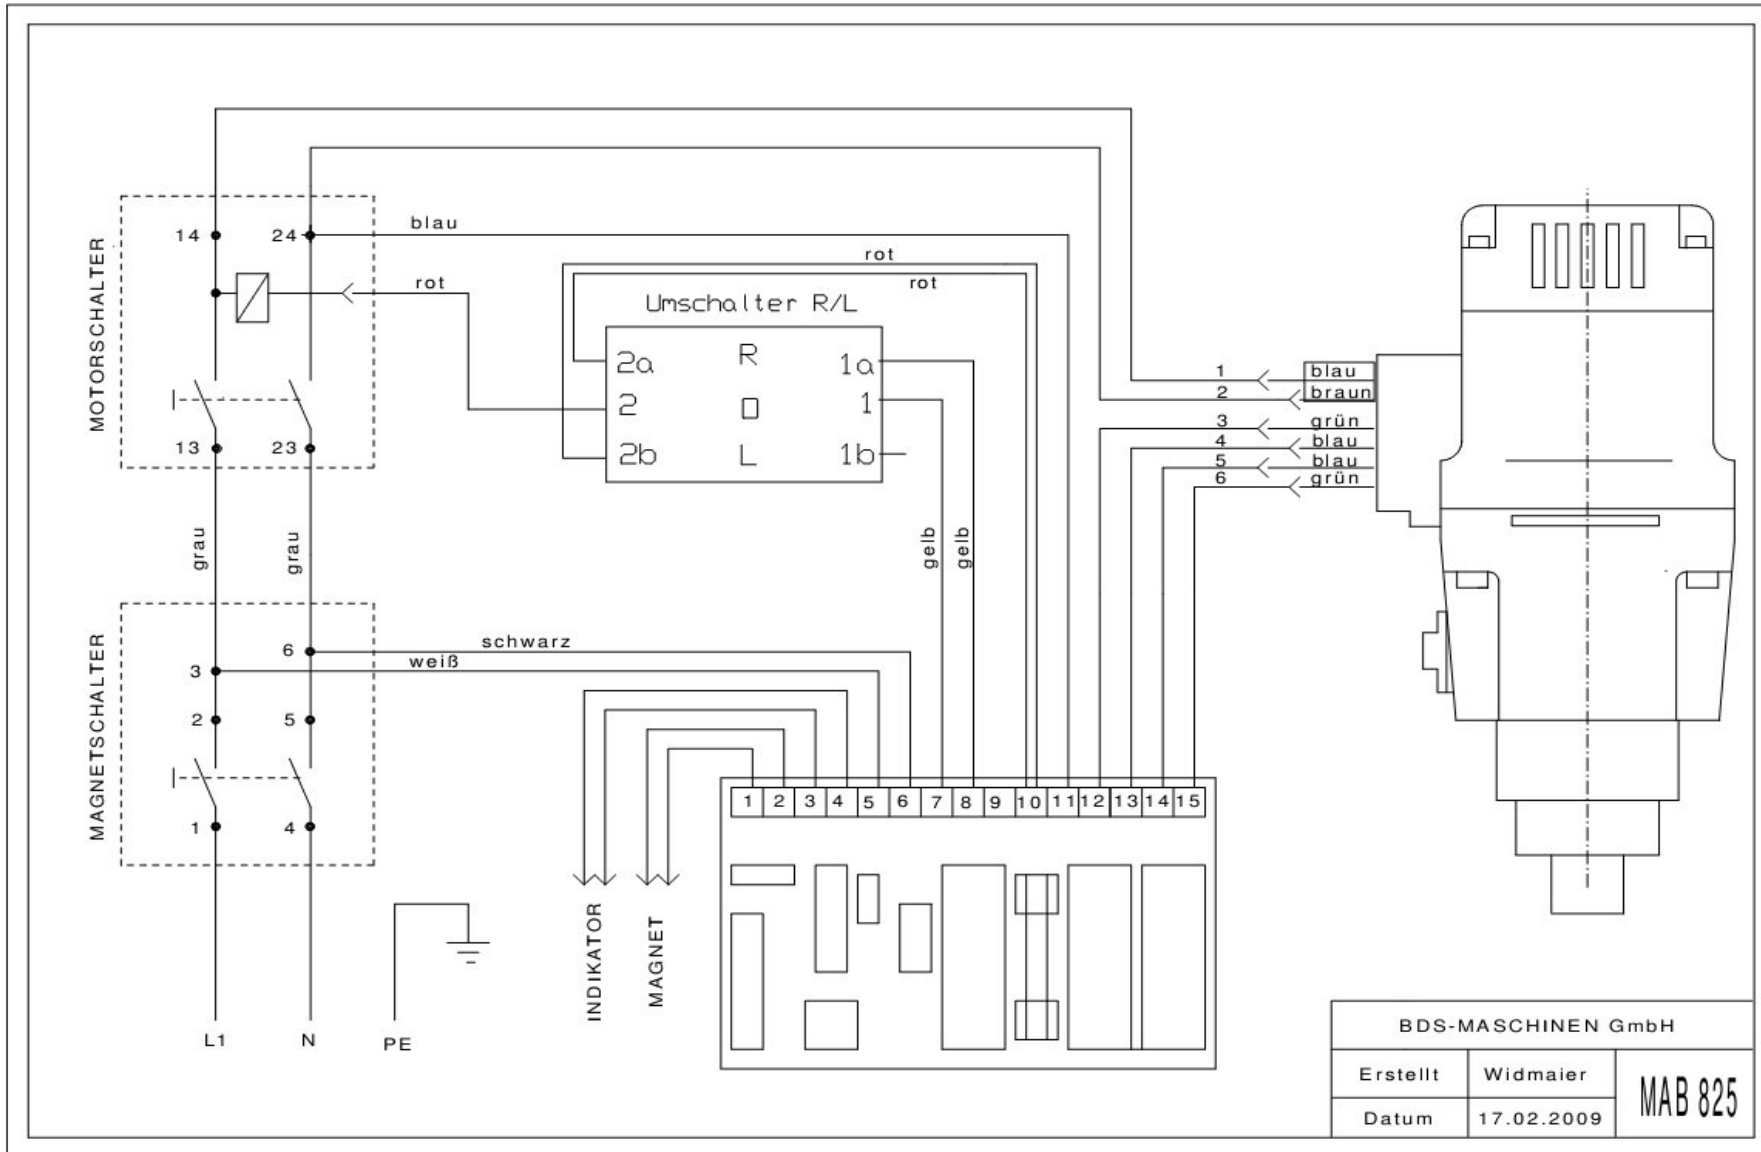 14
24
blau
rot
rot
rot
MOTORSCHALTER
Umschalter R/L
2a
R
1a
2
O
1
2b
L
1b
13
23
1 blau
2 braun
3 grün
4 blau
5 blau
6 grün
grau
grau
gelb
gelb
MAGNETSCHALTER
6
schwarz
3
weiß
2
5
1
4
1 2 3 4 5 6 7 8 9 10 11 12 13 14 15
INDIKATOR
MAGNET
L1
N
PE
BDS-MASCHINEN GmbH
Erstellt Widmaier
Datum 17.02.2009
MAB 825